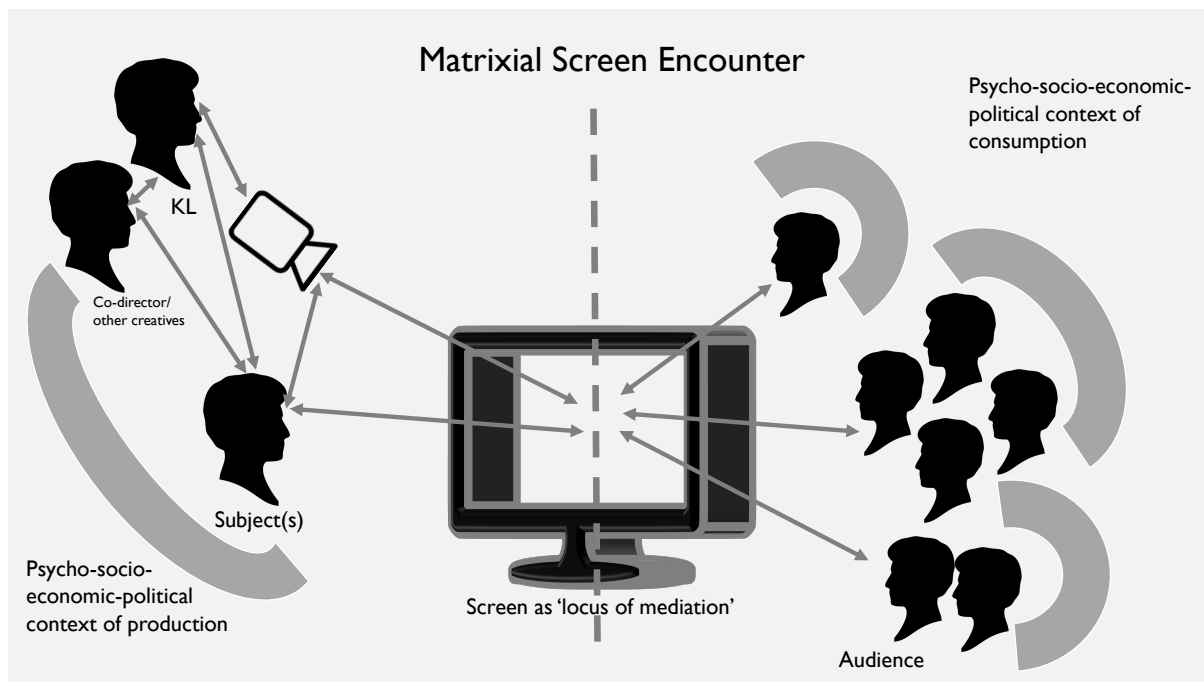 Matrixial Screen Encounter
Psycho-socio-economic-
political context of
consumption
KL
Co-director/
other creatives
Subject(s)
Psycho-socio-
economic-political
context of production
Screen as ‘locus of mediation’
Audience